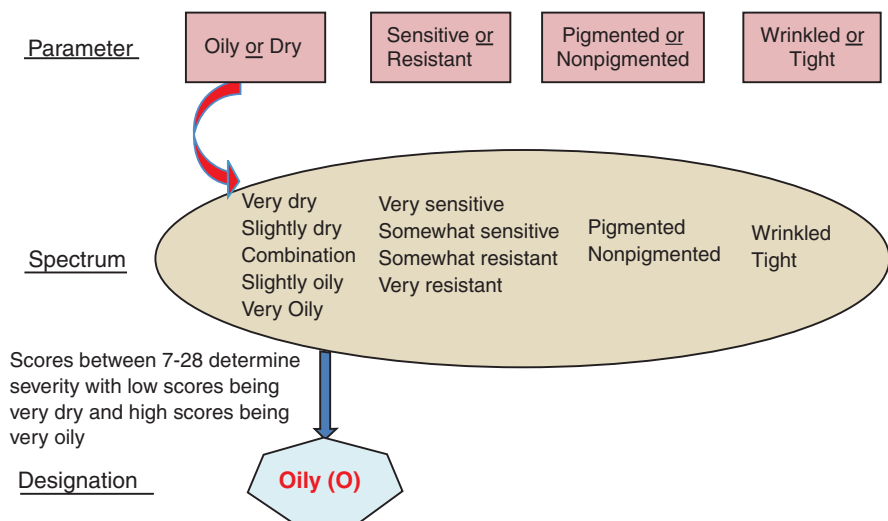 Parameter
Oily or Dry
Sensitive or
Resistant
Pigmented or
Nonpigmented
Wrinkled or
Tight
Spectrum
Very dry
Slightly dry
Combination
Slightly oily
Very Oily
Very sensitive
Somewhat sensitive
Somewhat resistant
Very resistant
Pigmented
Nonpigmented
Wrinkled
Tight
Scores between 7-28 determine
severity with low scores being
very dry and high scores being
very oily
Designation
Oily (O)